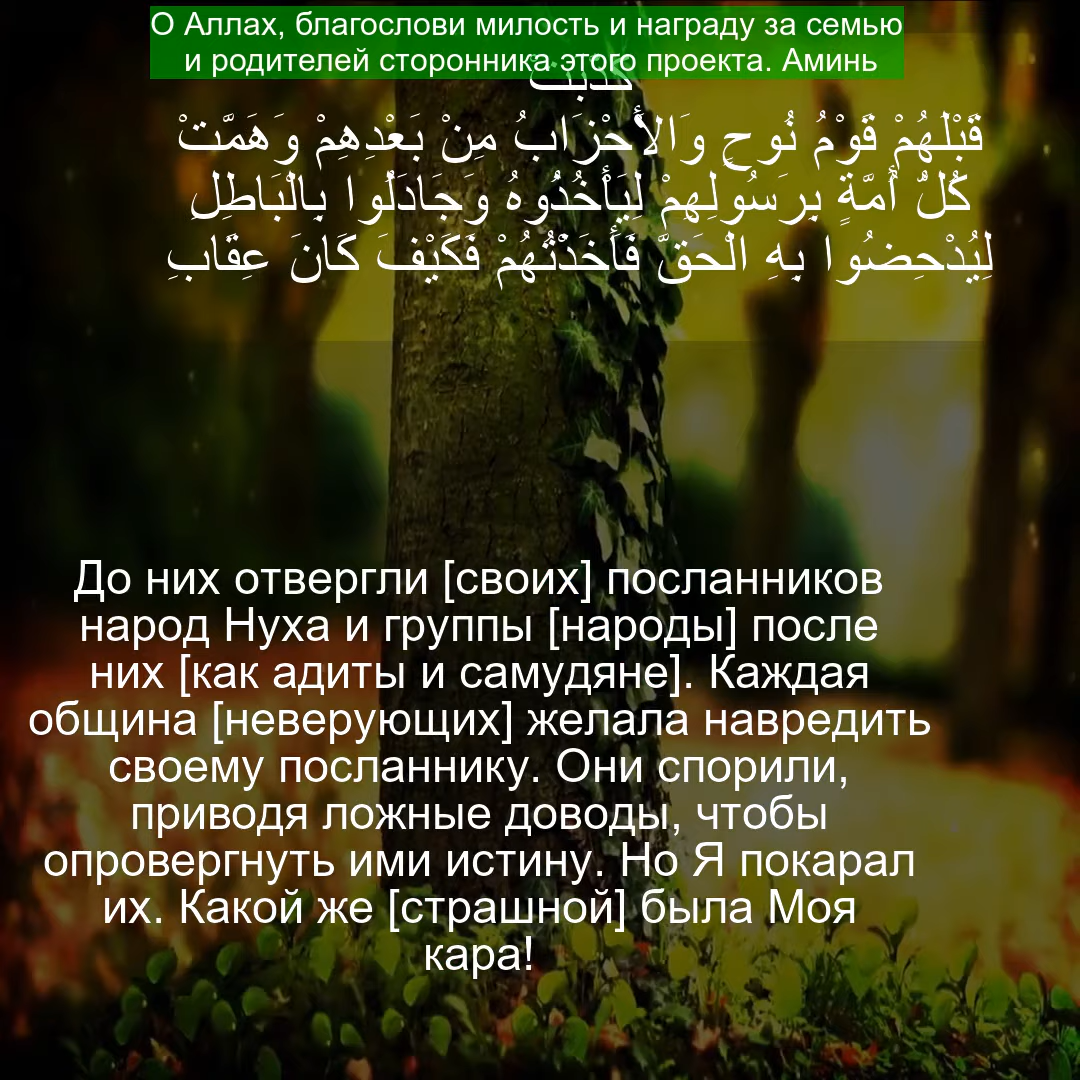 О Аллах, благослови милость и награду за семью
и родителей сторонника этого проекта. Аминь
كَذَّبَتْ
قَبْلَهُمْ قَوْمُ نُوحٍ وَالأَحْزَابُ مِنْ بَعْدِهِمْ وَهَمَّتْ
كُلُّ أُمَّةٍ بِرَسُولِهِمْ لِيَأْخُذُوهُ وَجَادَلُوا بِالْبَاطِلِ
لِيُدْحِضُوا بِهِ الْحَقَّ فَأَخَذْتُهُمْ فَكَيْفَ كَانَ عِقَابِ
До них отвергли [своих] посланников
народ Нуха и группы [народы] после
них [как адиты и самудяне]. Каждая
община [неверующих] желала навредить
своему посланнику. Они спорили,
приводя ложные доводы, чтобы
опровергнуть ими истину. Но Я покарал
их. Какой же [страшной] была Моя
кара!